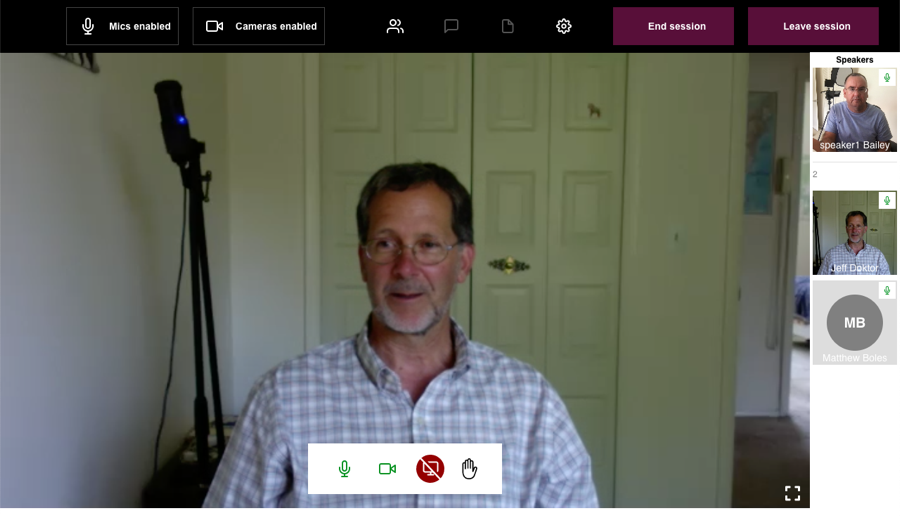 Mics enabled
Cameras enabled
End session
Leave session
Speakers
speaker1 Bailey
2
Jeff Doktor
MB
Matthew Boles